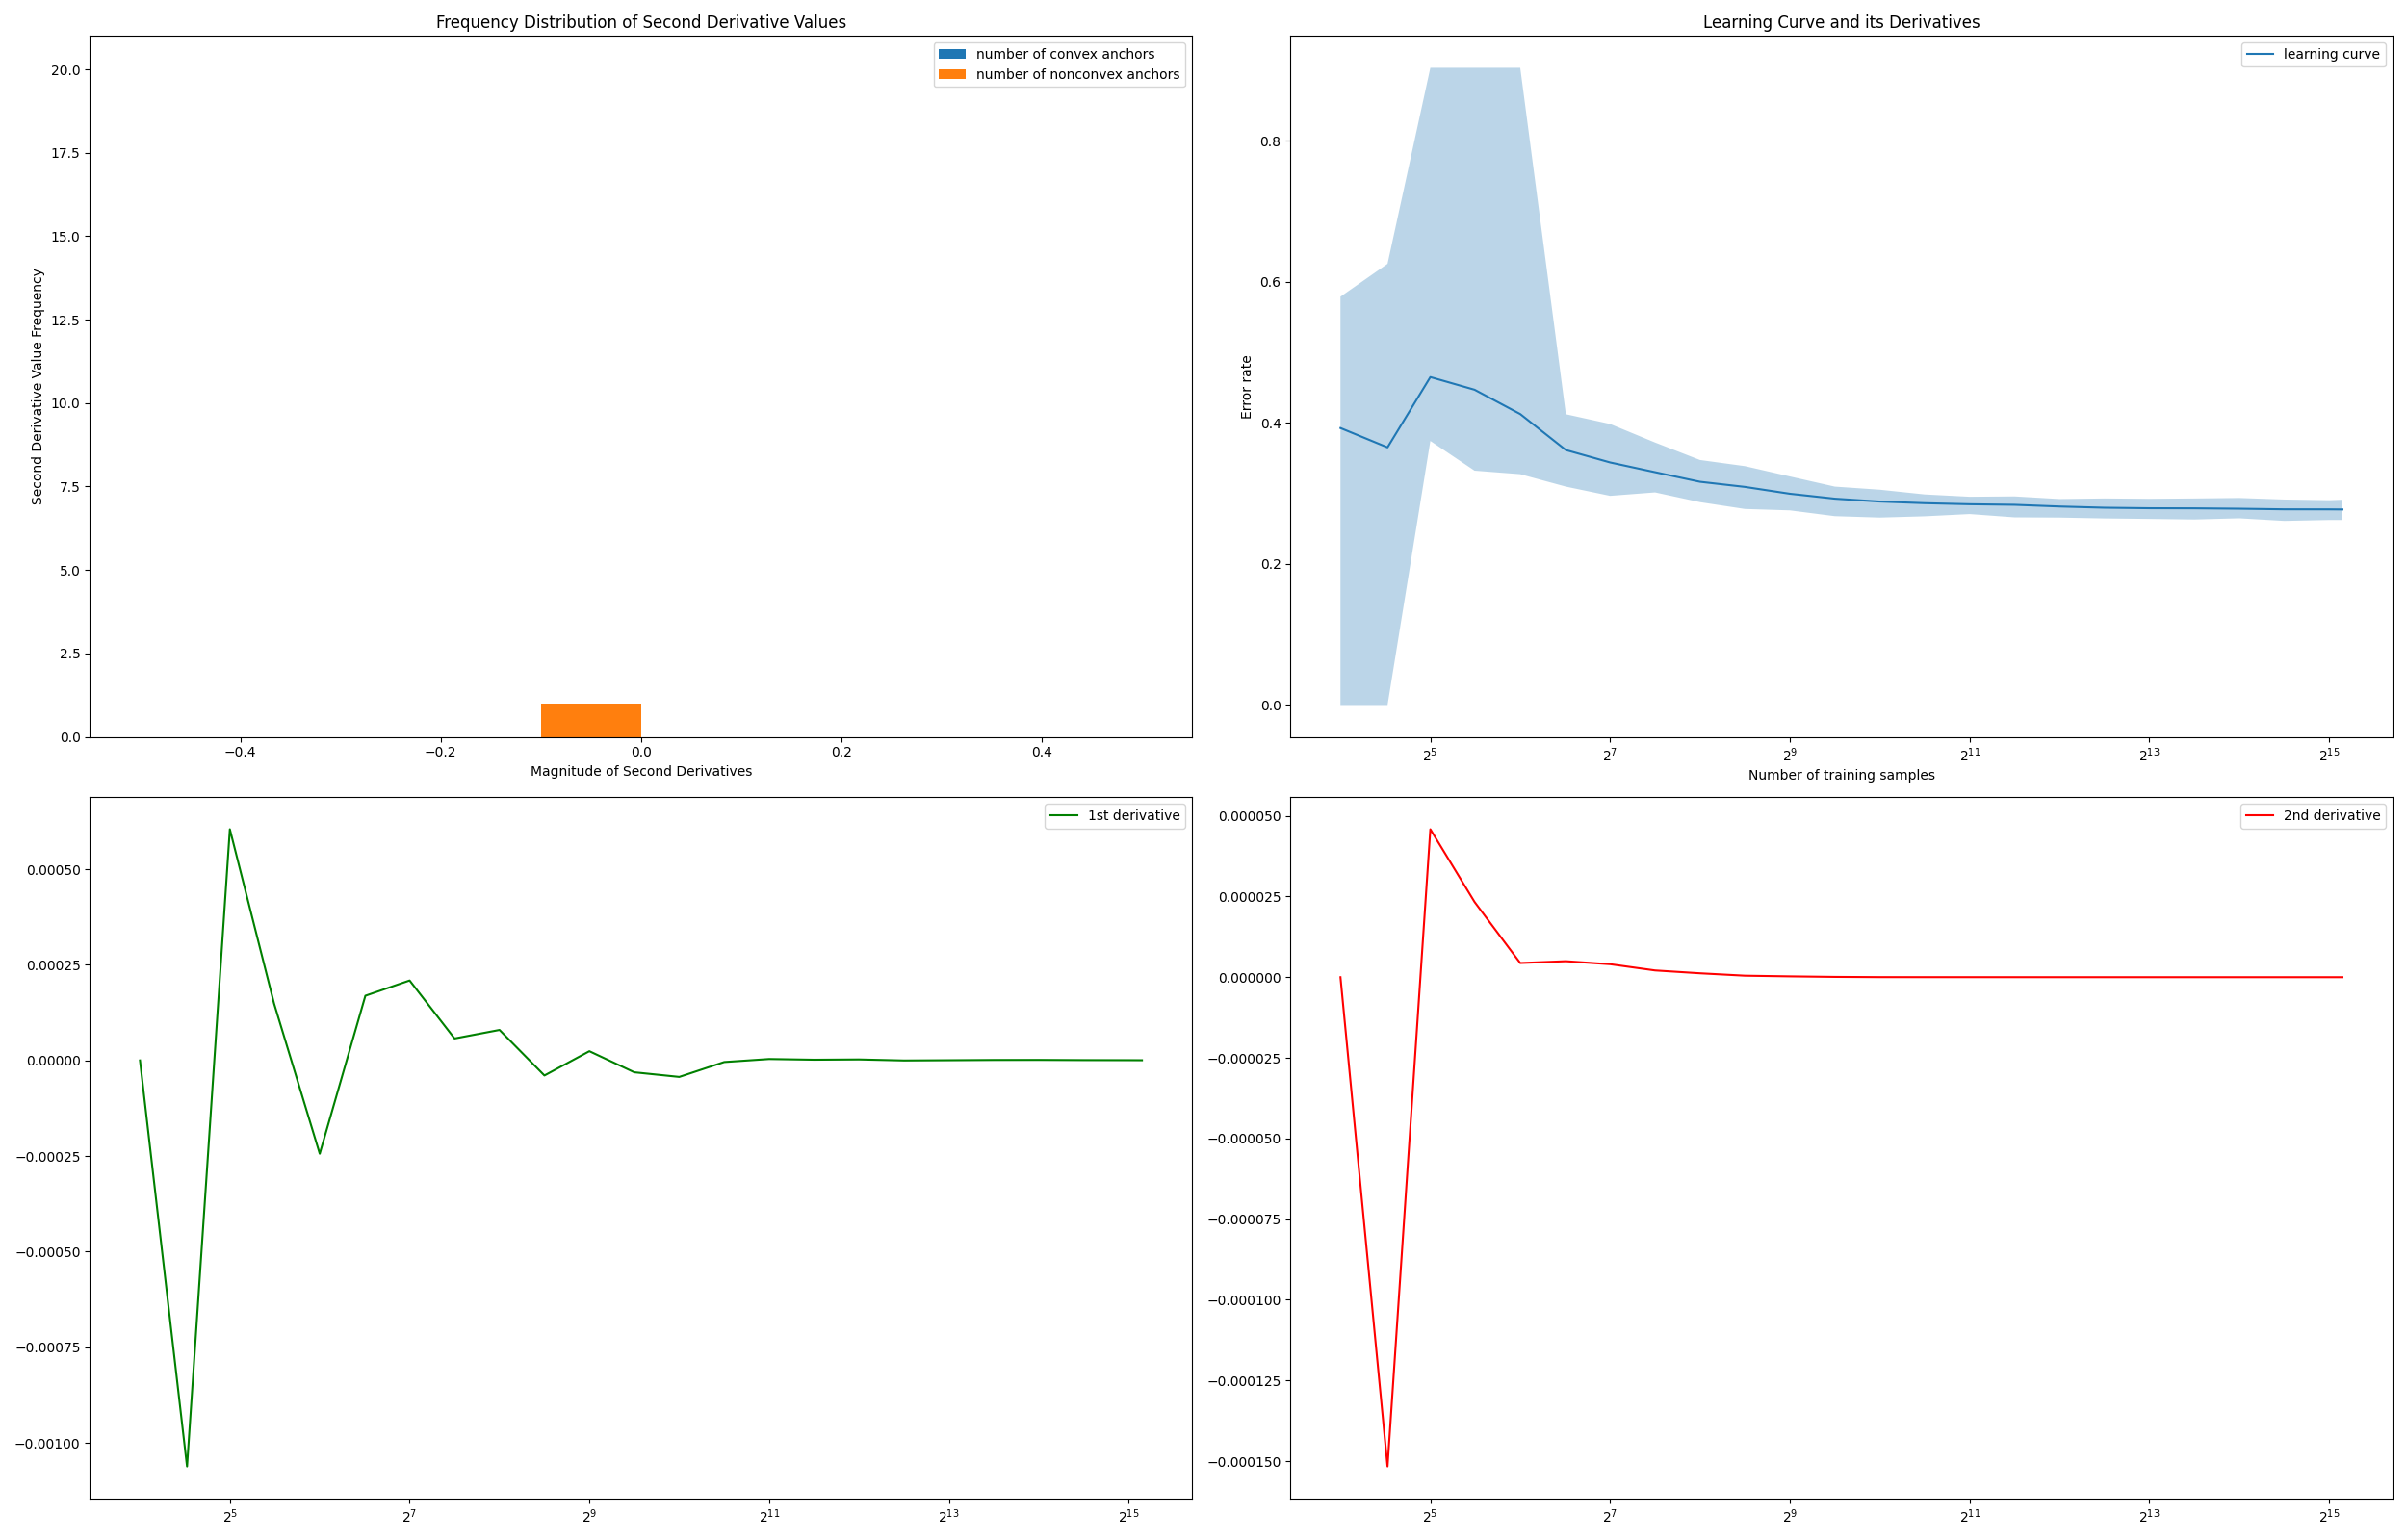 Frequency Distribution of Second Derivative Values
number of convex anchors
number of nonconvex anchors
20.0
17.5
15.0
12.5
10.0
7.5
5.0
2.5
0.0
Second Derivative Value Frequency
−0.4 −0.2 0.0 0.2 0.4
Magnitude of Second Derivatives
Learning Curve and its Derivatives
learning curve
0.8
0.6
0.4
0.2
0.0
Error rate
2^5 2^7 2^9 2^11 2^13 2^15
Number of training samples
1st derivative
0.00050
0.00025
0.00000
−0.00025
−0.00050
−0.00075
−0.00100
2^5 2^7 2^9 2^11 2^13 2^15
2nd derivative
0.000050
0.000025
0.000000
−0.000025
−0.000050
−0.000075
−0.000100
−0.000125
−0.000150
2^5 2^7 2^9 2^11 2^13 2^15